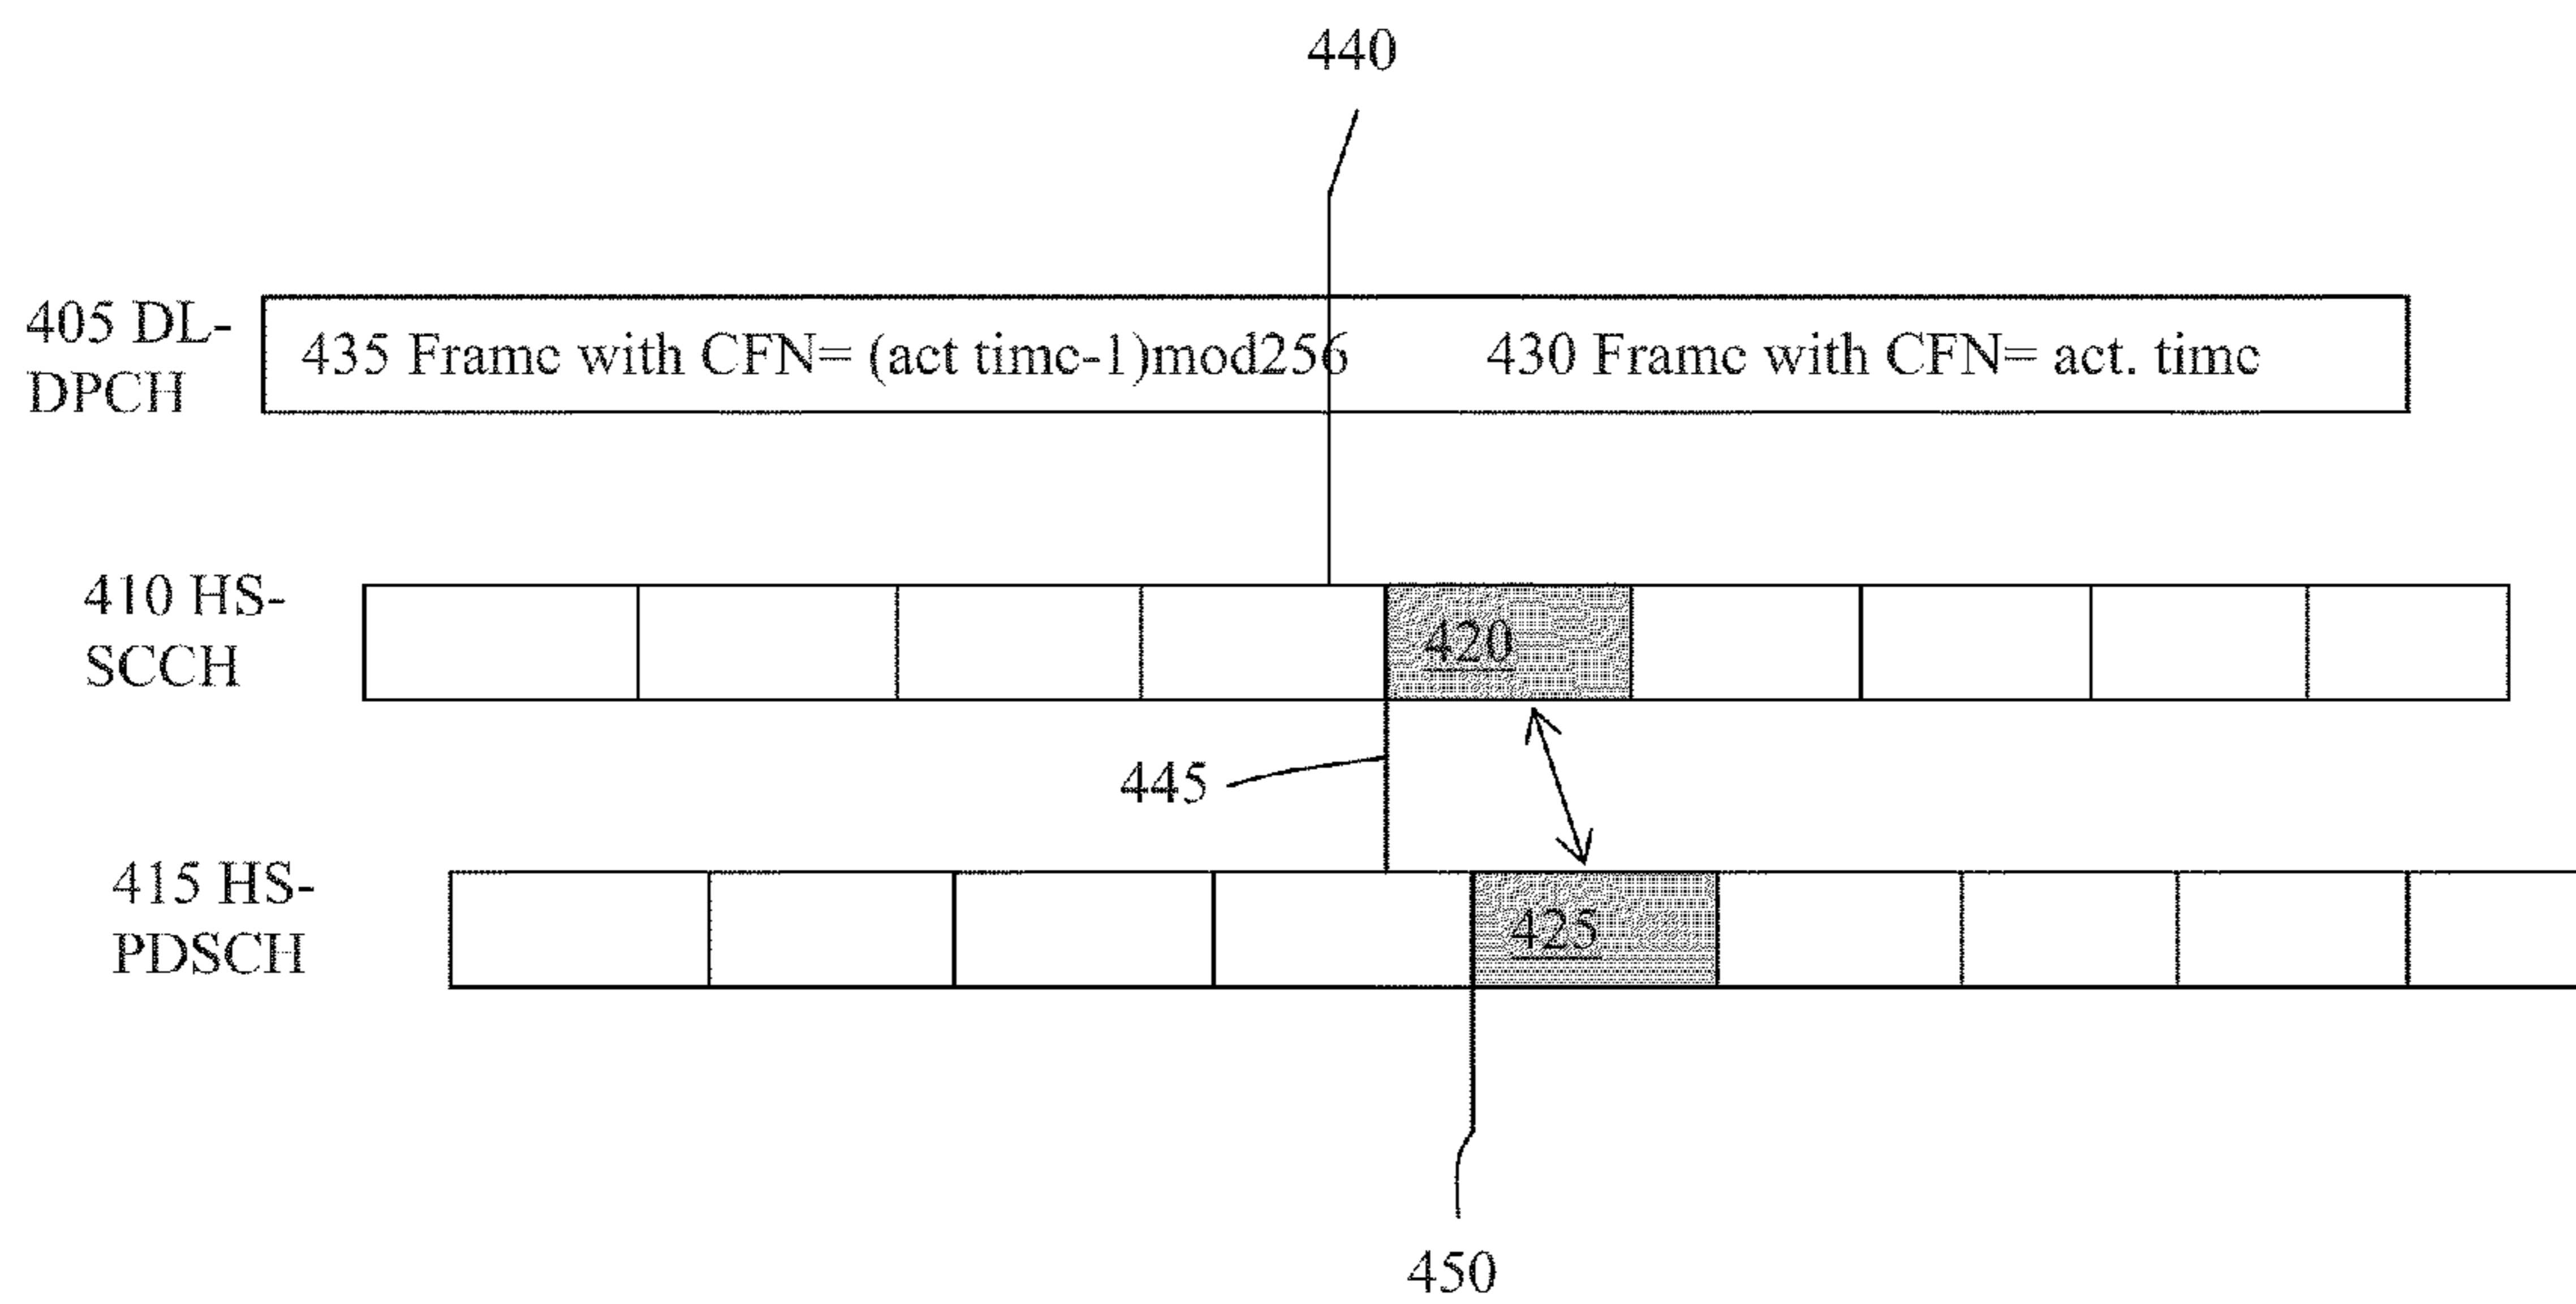 440
405 DL-
DPCH
435 Frame with CFN= (act time-1)mod256
430 Frame with CFN= act. time
410 HS-
SCCH
420
445
415 HS-
PDSCH
425
450